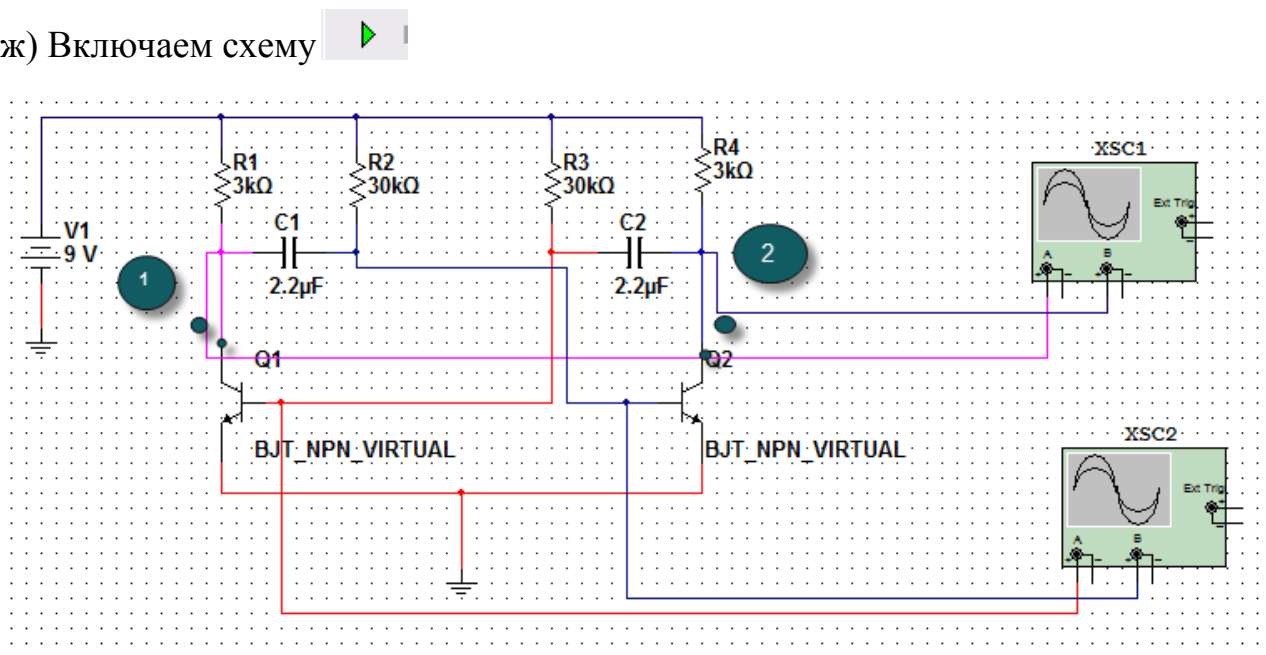 ж) Включаем схему
XSC1
R1
3kΩ
R2
30kΩ
R3
30kΩ
R4
3kΩ
Ext Trig
+
−
A
B
+ − + −
V1
9 V
C1
2.2µF
C2
2.2µF
1
2
Q1
Q2
BJT_NPN_VIRTUAL
BJT_NPN_VIRTUAL
XSC2
Ext Trig
+
−
A
B
+ − + −